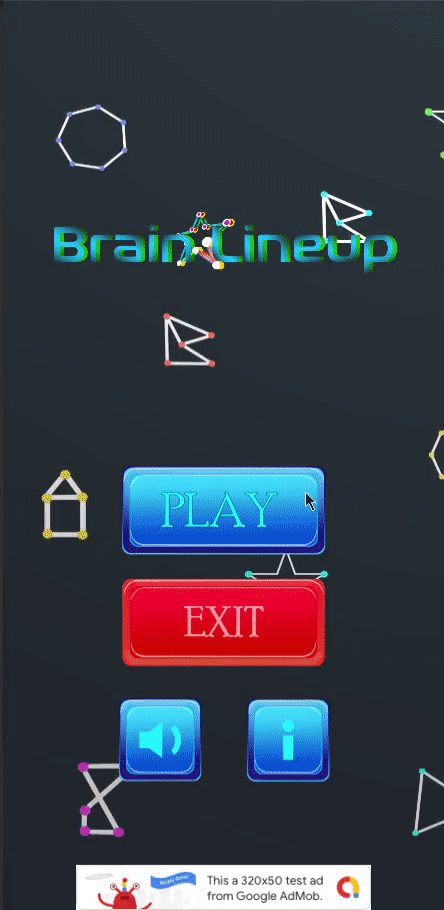 Brain Lineup
PLAY
EXIT
Nice job!
This a 320x50 test ad
from Google AdMob.